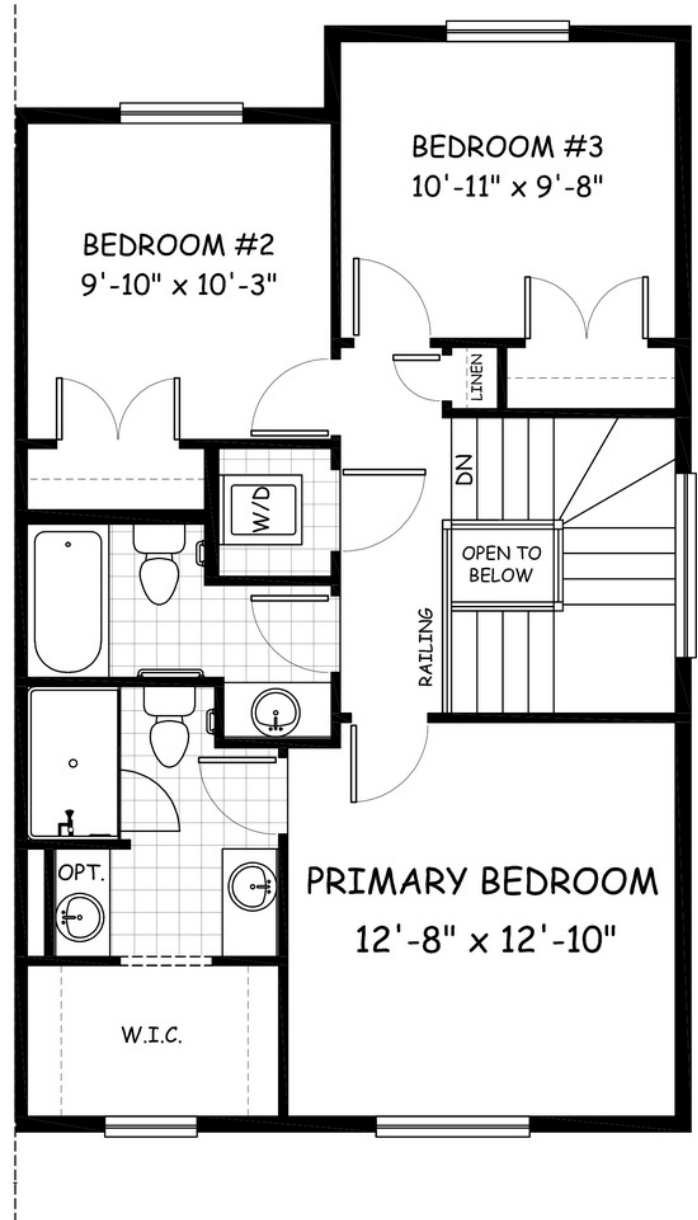 BEDROOM #3
10'-11" x 9'-8"
BEDROOM #2
9'-10" x 10'-3"
LINEN
DN
W/D
OPEN TO
BELOW
RAILING
OPT.
PRIMARY BEDROOM
12'-8" x 12'-10"
W.I.C.